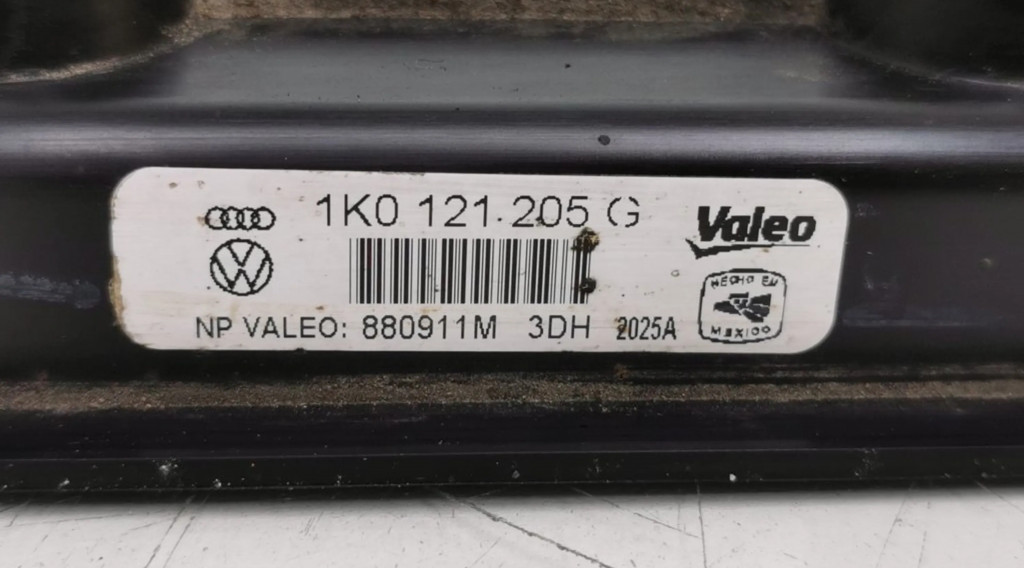 1K0 121 205 G
Valeo
NP VALEO: 880911M 3DH 2025A
HECHO EN
MEXICO